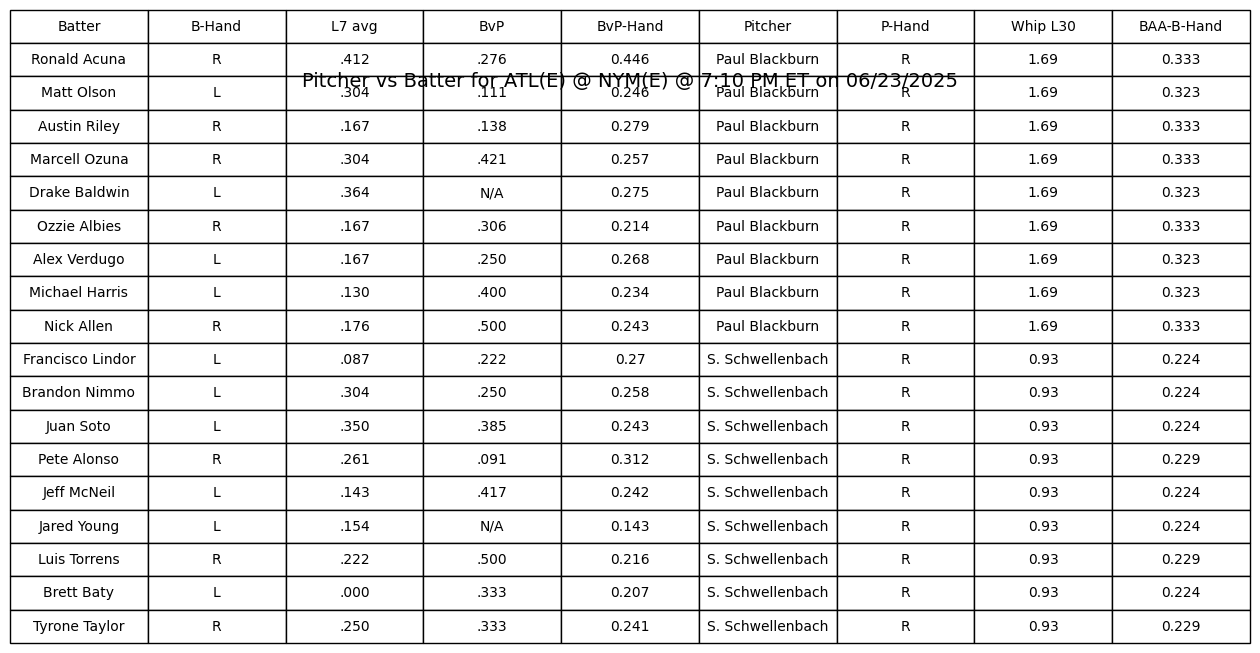 Batter B-Hand L7 avg BvP BvP-Hand Pitcher P-Hand Whip L30 BAA-B-Hand
Ronald Acuna R .412 .276 0.446 Paul Blackburn R 1.69 0.333
Pitcher vs Batter for ATL(E) @ NYM(E) @ 7:10 PM ET on 06/23/2025
Matt Olson L .304 .111 0.246 Paul Blackburn R 1.69 0.323
Austin Riley R .167 .138 0.279 Paul Blackburn R 1.69 0.333
Marcell Ozuna R .304 .421 0.257 Paul Blackburn R 1.69 0.333
Drake Baldwin L .364 N/A 0.275 Paul Blackburn R 1.69 0.323
Ozzie Albies R .167 .306 0.214 Paul Blackburn R 1.69 0.333
Alex Verdugo L .167 .250 0.268 Paul Blackburn R 1.69 0.323
Michael Harris L .130 .400 0.234 Paul Blackburn R 1.69 0.323
Nick Allen R .176 .500 0.243 Paul Blackburn R 1.69 0.333
Francisco Lindor L .087 .222 0.27 S. Schwellenbach R 0.93 0.224
Brandon Nimmo L .304 .250 0.258 S. Schwellenbach R 0.93 0.224
Juan Soto L .350 .385 0.243 S. Schwellenbach R 0.93 0.224
Pete Alonso R .261 .091 0.312 S. Schwellenbach R 0.93 0.229
Jeff McNeil L .143 .417 0.242 S. Schwellenbach R 0.93 0.224
Jared Young L .154 N/A 0.143 S. Schwellenbach R 0.93 0.224
Luis Torrens R .222 .500 0.216 S. Schwellenbach R 0.93 0.229
Brett Baty L .000 .333 0.207 S. Schwellenbach R 0.93 0.224
Tyrone Taylor R .250 .333 0.241 S. Schwellenbach R 0.93 0.229